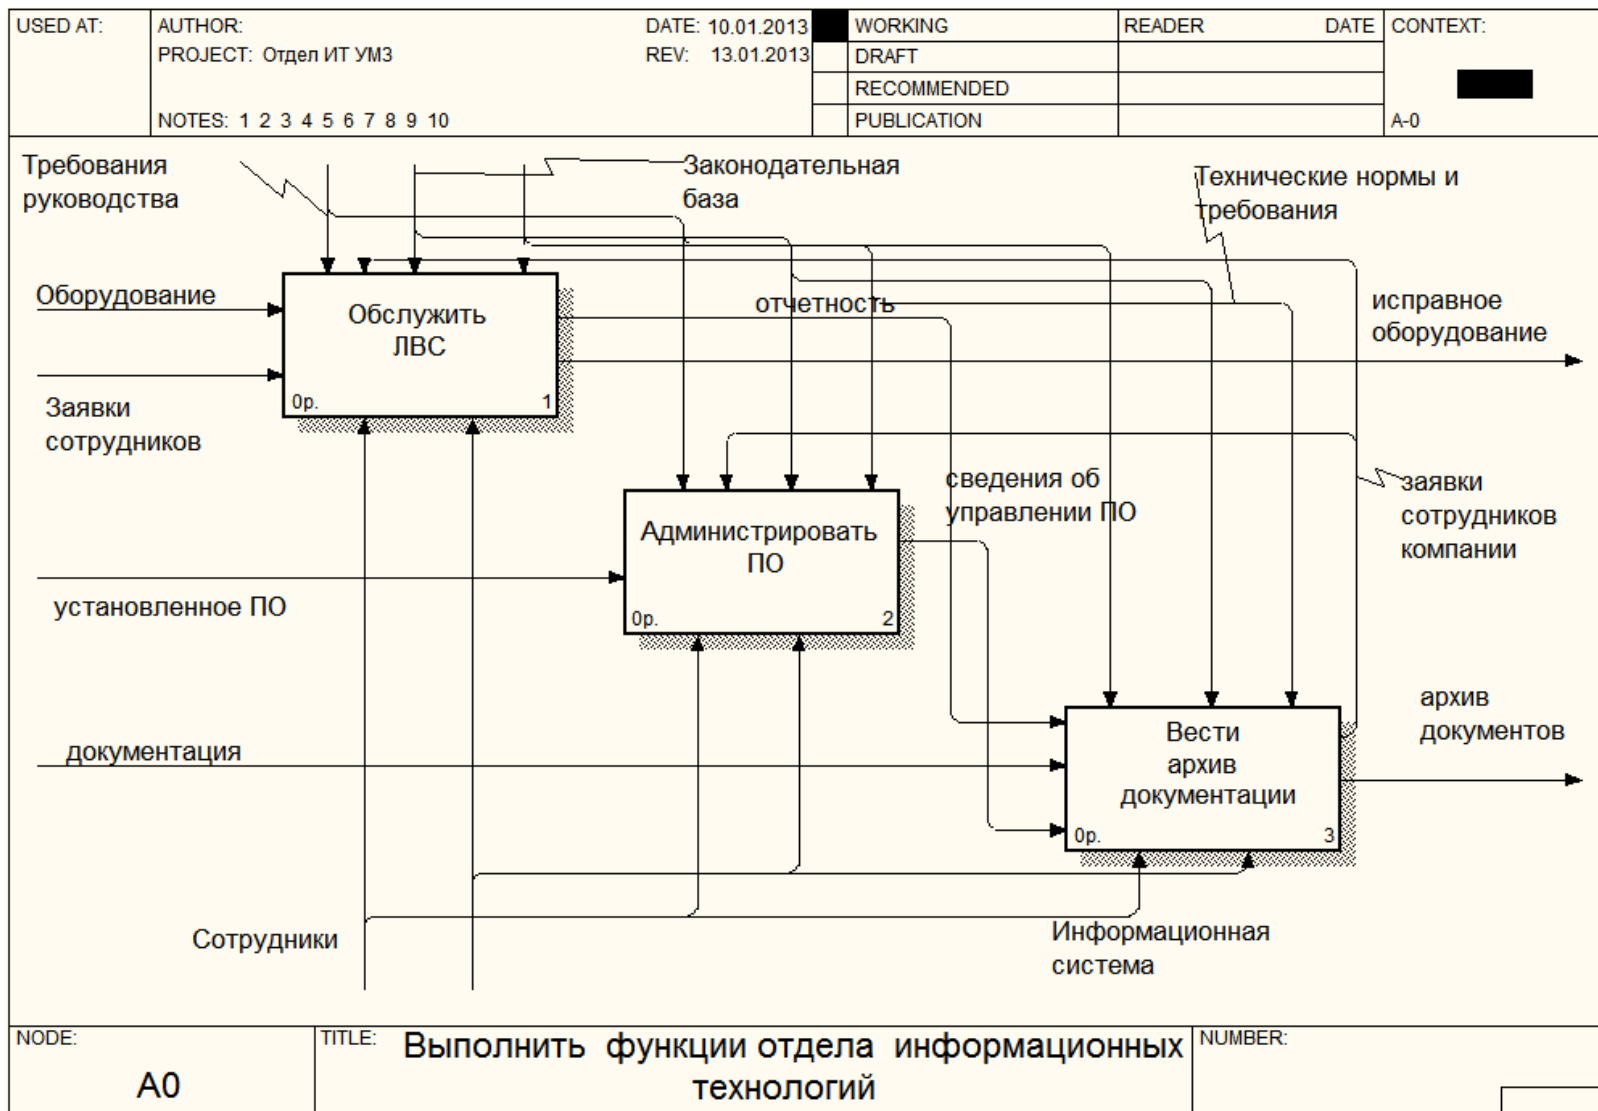 USED AT:
AUTHOR:
DATE: 10.01.2013
WORKING
READER
DATE
CONTEXT:
PROJECT: Отдел ИТ УМЗ
REV: 13.01.2013
DRAFT
RECOMMENDED
NOTES: 1 2 3 4 5 6 7 8 9 10
PUBLICATION
A-0
Требования
руководства
Законодательная
база
Технические нормы и
требования
Оборудование
Обслужить
ЛВС
0р.
1
отчетность
исправное
оборудование
Заявки
сотрудников
сведения об
управлении ПО
заявки
сотрудников
компании
Администрировать
ПО
0р.
2
установленное ПО
архив
документов
документация
Вести
архив
документации
0р.
3
Сотрудники
Информационная
система
NODE:
A0
TITLE:
Выполнить функции отдела информационных
технологий
NUMBER: